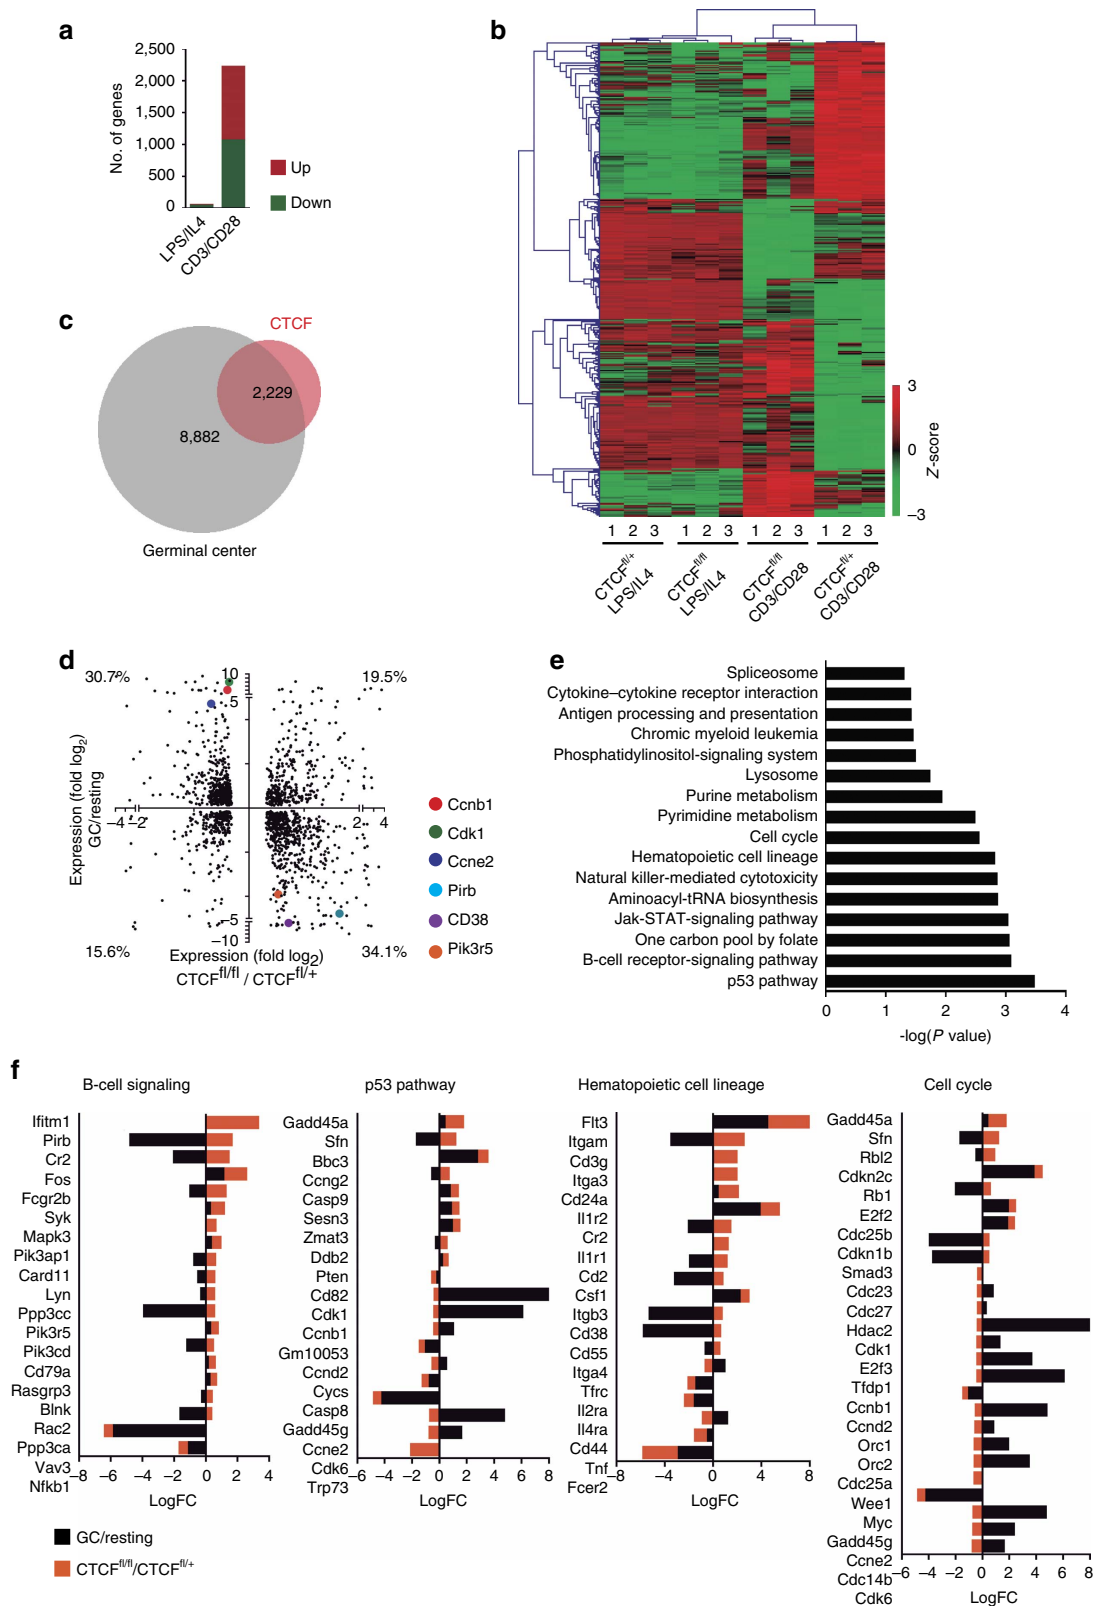 a
2,500
2,000
1,500
1,000
500
0
No. of genes
LPS/IL4
CD3/CD28
Up
Down
b
3
0
−3
Z-score
1 2 3 1 2 3 1 2 3 1 2 3
CTCFfl/+
LPS/IL4
CTCFfl/fl
LPS/IL4
CTCFfl/fl
CD3/CD28
CTCFfl/+
CD3/CD28
c
CTCF
2,229
8,882
Germinal center
d
30.7%
10
19.5%
5
Expression (fold log2)
GC/resting
−4 −2
2 4
−5
−10
15.6%
34.1%
Expression (fold log2)
CTCFfl/fl / CTCFfl/+
Ccnb1
Cdk1
Ccne2
Pirb
CD38
Pik3r5
e
Spliceosome
Cytokine–cytokine receptor interaction
Antigen processing and presentation
Chromic myeloid leukemia
Phosphatidylinositol-signaling system
Lysosome
Purine metabolism
Pyrimidine metabolism
Cell cycle
Hematopoietic cell lineage
Natural killer-mediated cytotoxicity
Aminoacyl-tRNA biosynthesis
Jak-STAT-signaling pathway
One carbon pool by folate
B-cell receptor-signaling pathway
p53 pathway
0 1 2 3 4
-log(P value)
f
B-cell signaling
Ifitm1
Pirb
Cr2
Fos
Fcgr2b
Syk
Mapk3
Pik3ap1
Card11
Lyn
Ppp3cc
Pik3r5
Pik3cd
Cd79a
Rasgrp3
Blnk
Rac2
Ppp3ca
Vav3
Nfkb1
−8 −6 −4 −2 0 2 4
LogFC
p53 pathway
Gadd45a
Sfn
Bbc3
Ccng2
Casp9
Sesn3
Zmat3
Ddb2
Pten
Cd82
Cdk1
Ccnb1
Gm10053
Ccnd2
Cycs
Casp8
Gadd45g
Ccne2
Cdk6
Trp73
−6 −4 −2 0 2 4 6 8
LogFC
Hematopoietic cell lineage
Flt3
Itgam
Cd3g
Itga3
Cd24a
Il1r2
Cr2
Il1r1
Cd2
Csf1
Itgb3
Cd38
Cd55
Itga4
Tfrc
Il2ra
Il4ra
Cd44
Tnf
Fcer2
−8 −4 0 4 8
LogFC
Cell cycle
Gadd45a
Sfn
Rbl2
Cdkn2c
Rb1
E2f2
Cdc25b
Cdkn1b
Smad3
Cdc23
Cdc27
Hdac2
Cdk1
E2f3
Tfdp1
Ccnb1
Ccnd2
Orc1
Orc2
Cdc25a
Wee1
Myc
Gadd45g
Ccne2
Cdc14b
Cdk6
−6 −4 −2 0 2 4 6 8
LogFC
GC/resting
CTCFfl/fl/CTCFfl/+